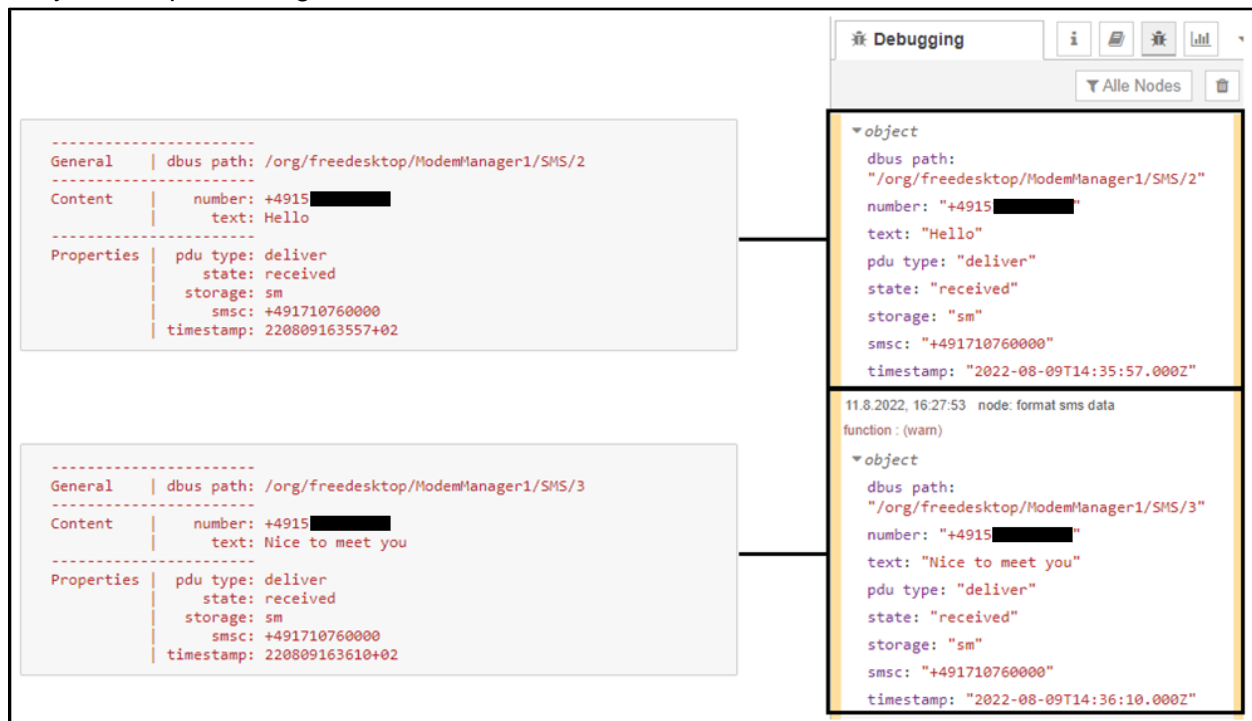 ------------------------
General | dbus path: /org/freedesktop/ModemManager1/SMS/2
------------------------
Content | number: +4915
| text: Hello
------------------------
Properties | pdu type: deliver
| state: received
| storage: sm
| smsc: +491710760000
| timestamp: 220809163557+02
------------------------
General | dbus path: /org/freedesktop/ModemManager1/SMS/3
------------------------
Content | number: +4915
| text: Nice to meet you
------------------------
Properties | pdu type: deliver
| state: received
| storage: sm
| smsc: +491710760000
| timestamp: 220809163610+02
Debugging
i
Alle Nodes
object
dbus path:
"/org/freedesktop/ModemManager1/SMS/2"
number: "+4915"
text: "Hello"
pdu type: "deliver"
state: "received"
storage: "sm"
smsc: "+491710760000"
timestamp: "2022-08-09T14:35:57.000Z"
11.8.2022, 16:27:53 node: format sms data
function : (warn)
object
dbus path:
"/org/freedesktop/ModemManager1/SMS/3"
number: "+4915"
text: "Nice to meet you"
pdu type: "deliver"
state: "received"
storage: "sm"
smsc: "+491710760000"
timestamp: "2022-08-09T14:36:10.000Z"